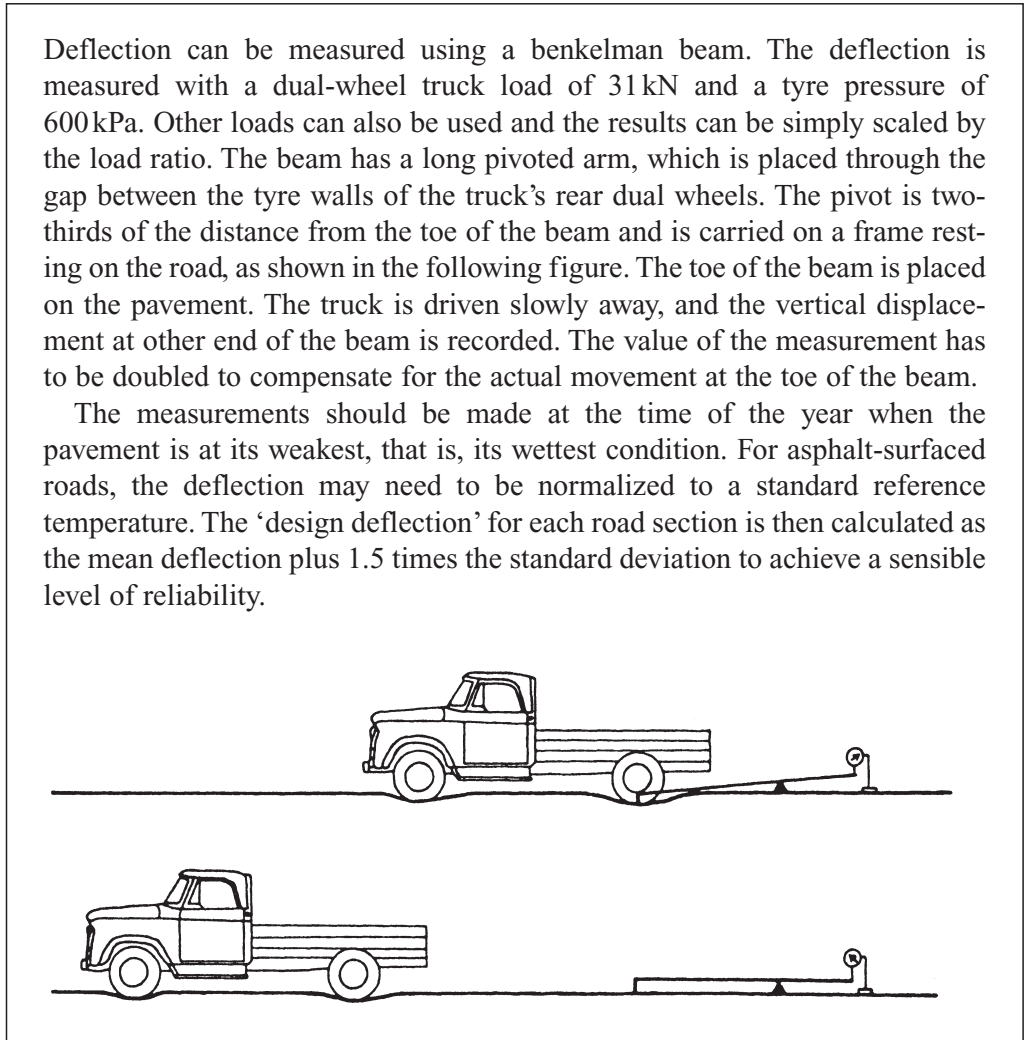 Deflection can be measured using a benkelman beam. The deflection is
measured with a dual-wheel truck load of 31 kN and a tyre pressure of
600 kPa. Other loads can also be used and the results can be simply scaled by
the load ratio. The beam has a long pivoted arm, which is placed through the
gap between the tyre walls of the truck's rear dual wheels. The pivot is two-
thirds of the distance from the toe of the beam and is carried on a frame rest-
ing on the road, as shown in the following figure. The toe of the beam is placed
on the pavement. The truck is driven slowly away, and the vertical displace-
ment at other end of the beam is recorded. The value of the measurement has
to be doubled to compensate for the actual movement at the toe of the beam.
The measurements should be made at the time of the year when the
pavement is at its weakest, that is, its wettest condition. For asphalt-surfaced
roads, the deflection may need to be normalized to a standard reference
temperature. The 'design deflection' for each road section is then calculated as
the mean deflection plus 1.5 times the standard deviation to achieve a sensible
level of reliability.